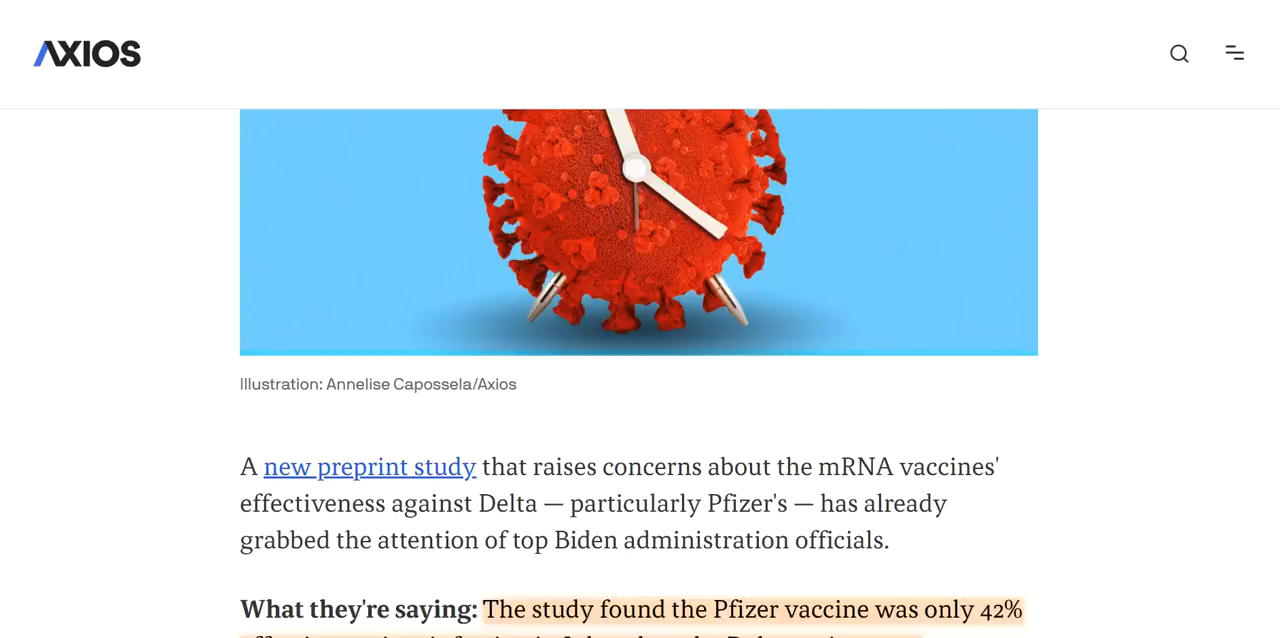 AXIOS
Illustration: Annelise Capossela/Axios
A new preprint study that raises concerns about the mRNA vaccines'
effectiveness against Delta — particularly Pfizer's — has already
grabbed the attention of top Biden administration officials.
What they're saying: The study found the Pfizer vaccine was only 42%